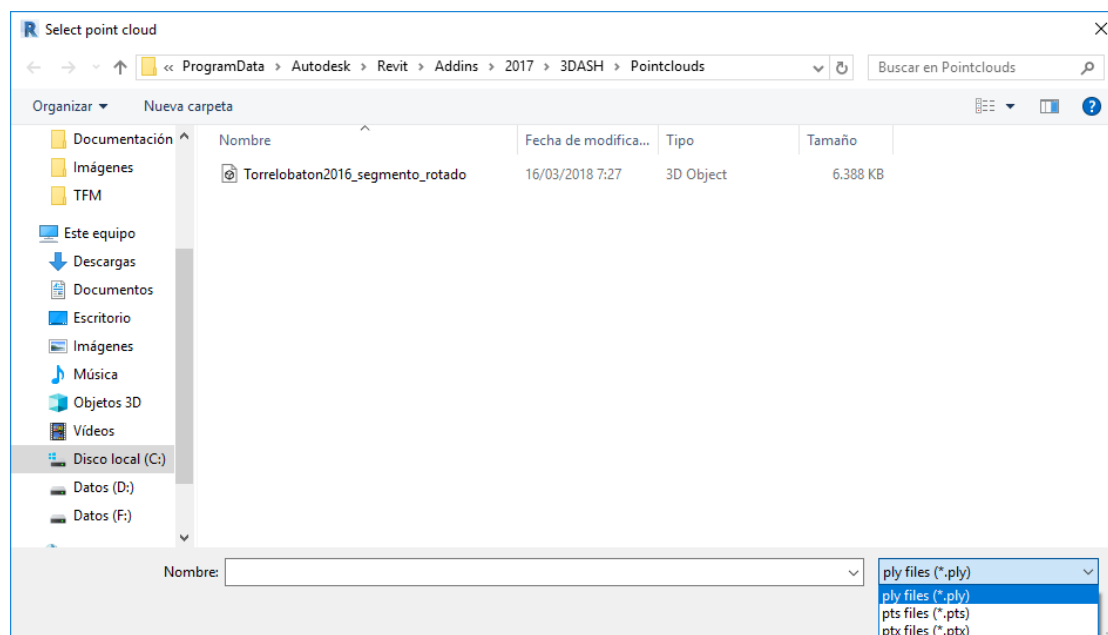 Select point cloud
« ProgramData > Autodesk > Revit > Addins > 2017 > 3DASH > Pointclouds
Buscar en Pointclouds
Organizar Nueva carpeta
Nombre Fecha de modifica... Tipo Tamaño
Torrelobaton2016_segmento_rotado 16/03/2018 7:27 3D Object 6.388 KB
Documentación
Imágenes
TFM
Este equipo
Descargas
Documentos
Escritorio
Imágenes
Música
Objetos 3D
Vídeos
Disco local (C:)
Datos (D:)
Datos (F:)
Nombre: ply files (*.ply)
ply files (*.ply)
pts files (*.pts)
ptx files (*.ptx)